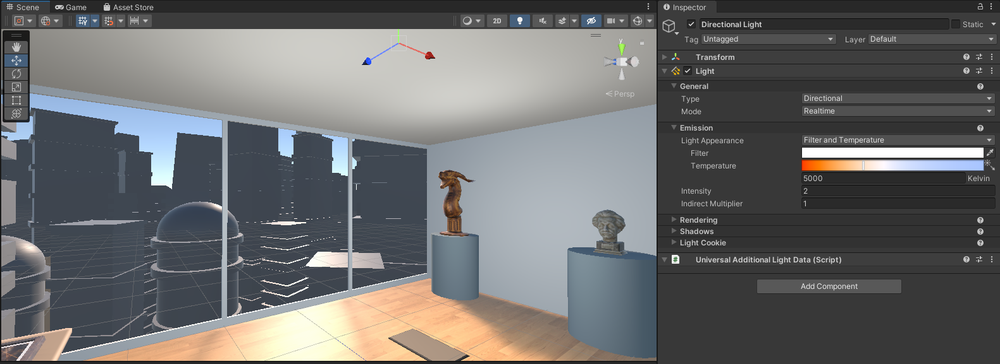 Scene
Game
Asset Store
2D
y
Persp
Inspector
Directional Light
Static
Tag
Untagged
Layer
Default
Transform
Light
General
Type
Directional
Mode
Realtime
Emission
Light Appearance
Filter and Temperature
Filter
Temperature
5000
Kelvin
Intensity
2
Indirect Multiplier
1
Rendering
Shadows
Light Cookie
#
Universal Additional Light Data (Script)
Add Component